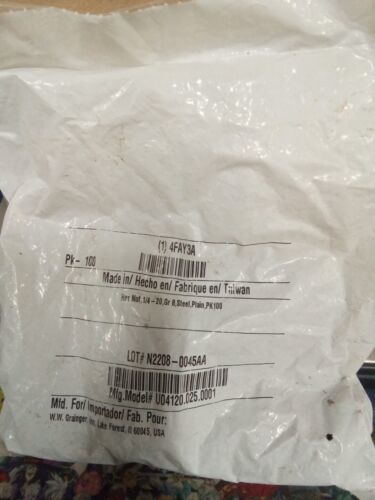 (1) 4FAY3A
Pk- 100
Made in/ Hecho en/ Fabrique en/ Taiwan
Hex Nut, 1/4-20, Gr 8, Steel, Plain, PK100
LOT# N2208-0045AA
Mfg.Model# U04120.025.0001
Mfd. For/ Importador/ Fab. Pour:
W.W. Grainger, Inc, Lake Forest, Il 60045, USA